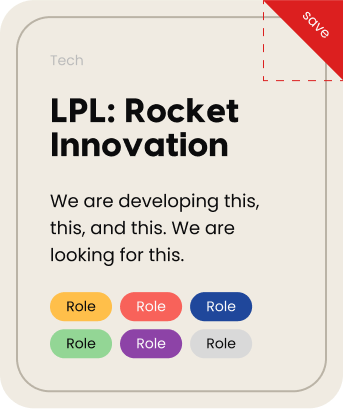 save
Tech
LPL: Rocket
Innovation
We are developing this,
this, and this. We are
looking for this.
Role Role Role
Role Role Role